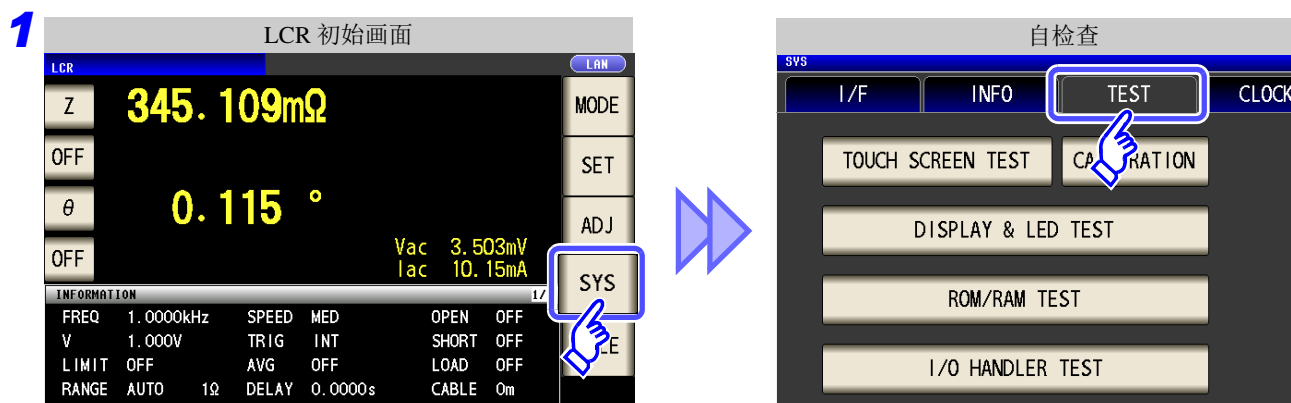 1
LCR 初始画面
LCR
LAN
Z
345.109mΩ
MODE
OFF
SET
θ
0.115 °
ADJ
OFF
Vac 3.503mV
Iac 10.15mA
SYS
INFORMATION 1/
FREQ 1.0000kHz SPEED MED OPEN OFF
V 1.000V TRIG INT SHORT OFF
LIMIT OFF AVG OFF LOAD OFF
RANGE AUTO 1Ω DELAY 0.0000s CABLE 0m
自检查
SYS
I/F INFO TEST CLOCK
TOUCH SCREEN TEST
DISPLAY & LED TEST
ROM/RAM TEST
I/O HANDLER TEST